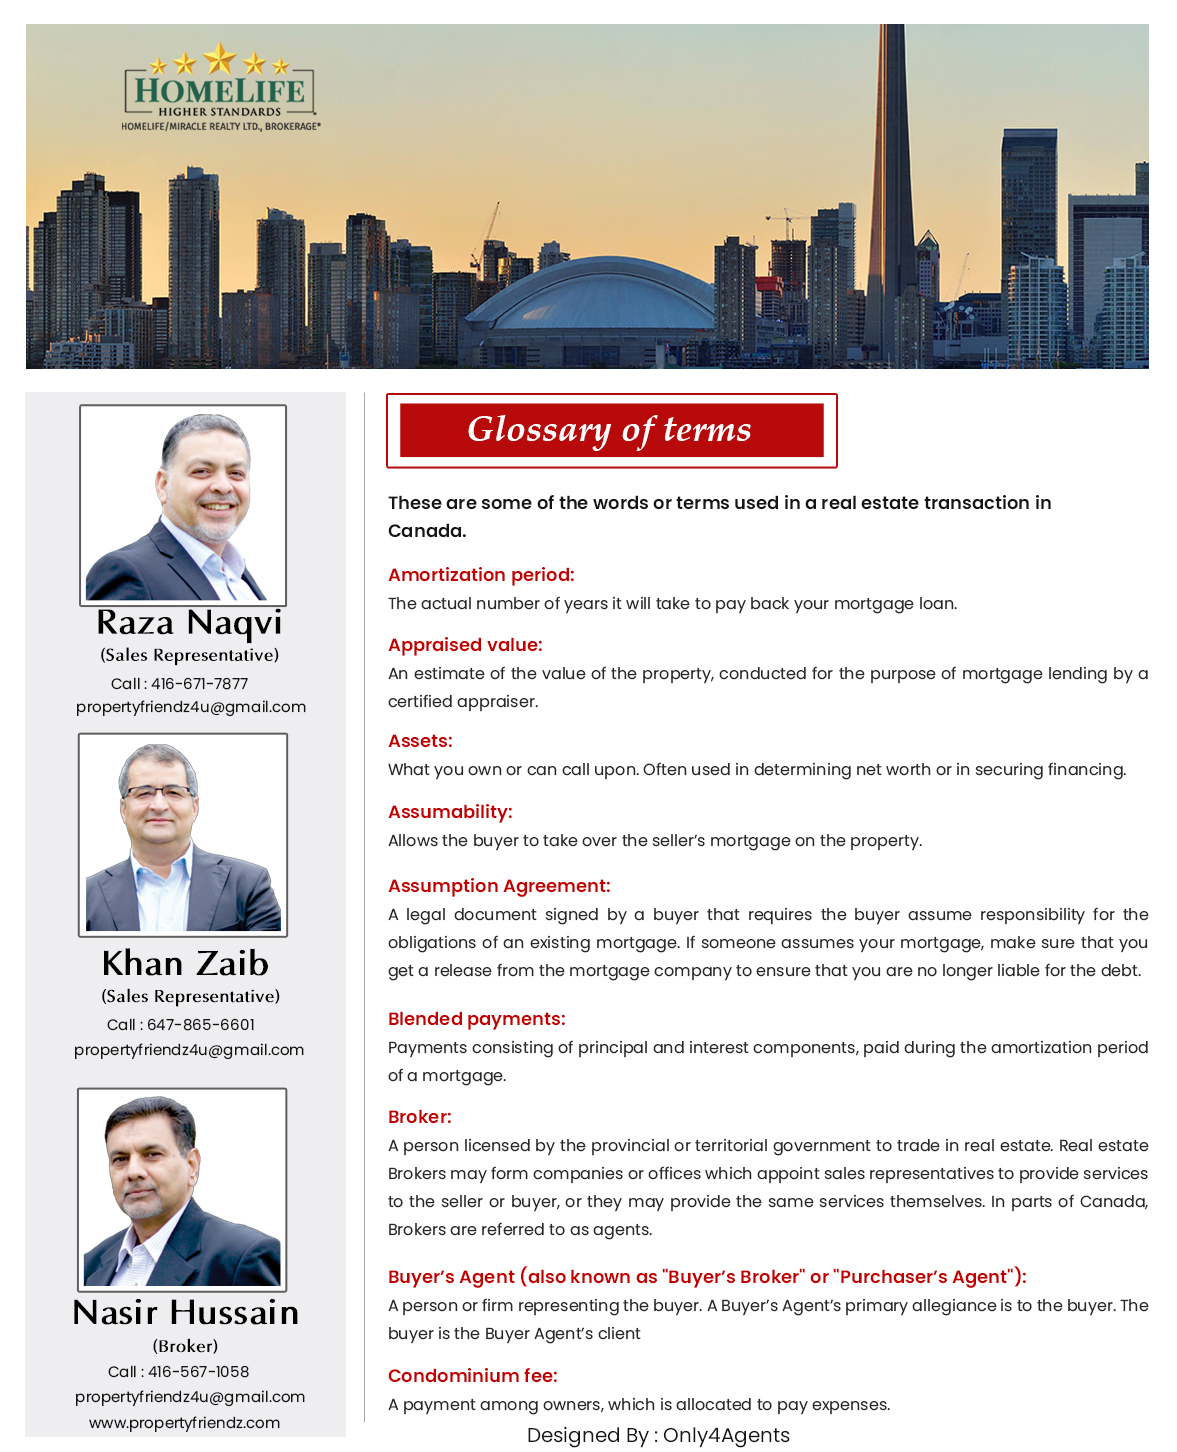 HOMELIFE
HIGHER STANDARDS
HOMELIFE/MIRACLE REALTY LTD., BROKERAGE*
Raza Naqvi
(Sales Representative)
Call : 416-671-7877
propertyfriendz4u@gmail.com
Khan Zaib
(Sales Representative)
Call : 647-865-6601
propertyfriendz4u@gmail.com
Nasir Hussain
(Broker)
Call : 416-567-1058
propertyfriendz4u@gmail.com
www.propertyfriendz.com
Glossary of terms
These are some of the words or terms used in a real estate transaction in
Canada.
Amortization period:
The actual number of years it will take to pay back your mortgage loan.
Appraised value:
An estimate of the value of the property, conducted for the purpose of mortgage lending by a
certified appraiser.
Assets:
What you own or can call upon. Often used in determining net worth or in securing financing.
Assumability:
Allows the buyer to take over the seller’s mortgage on the property.
Assumption Agreement:
A legal document signed by a buyer that requires the buyer assume responsibility for the
obligations of an existing mortgage. If someone assumes your mortgage, make sure that you
get a release from the mortgage company to ensure that you are no longer liable for the debt.
Blended payments:
Payments consisting of principal and interest components, paid during the amortization period
of a mortgage.
Broker:
A person licensed by the provincial or territorial government to trade in real estate. Real estate
Brokers may form companies or offices which appoint sales representatives to provide services
to the seller or buyer, or they may provide the same services themselves. In parts of Canada,
Brokers are referred to as agents.
Buyer’s Agent (also known as "Buyer’s Broker" or "Purchaser’s Agent"):
A person or firm representing the buyer. A Buyer’s Agent’s primary allegiance is to the buyer. The
buyer is the Buyer Agent’s client
Condominium fee:
A payment among owners, which is allocated to pay expenses.
Designed By : Only4Agents